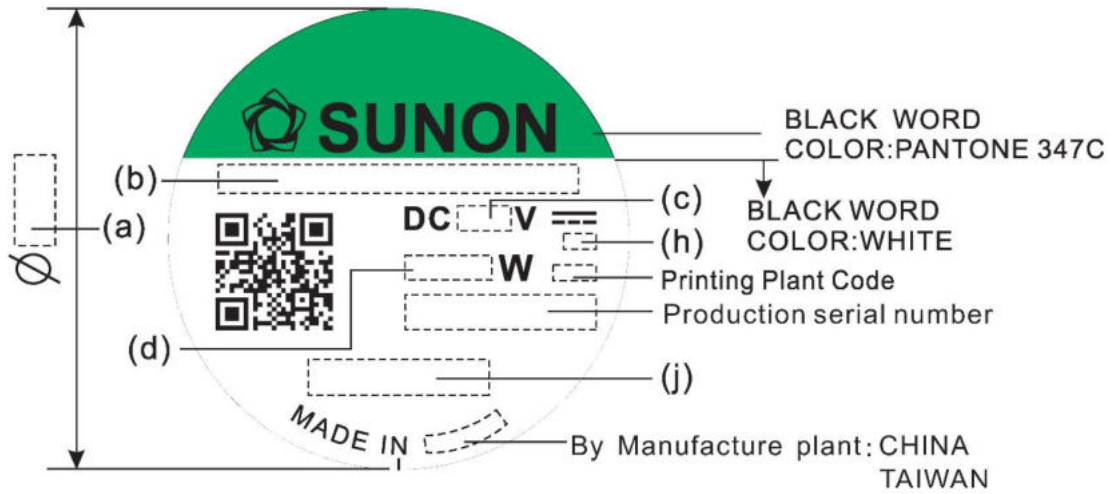 SUNON
BLACK WORD
COLOR:PANTONE 347C
(b)
(c)
DC V
BLACK WORD
COLOR:WHITE
(a)
(h)
Ø
W
Printing Plant Code
Production serial number
(d)
(j)
MADE IN
By Manufacture plant: CHINA
TAIWAN